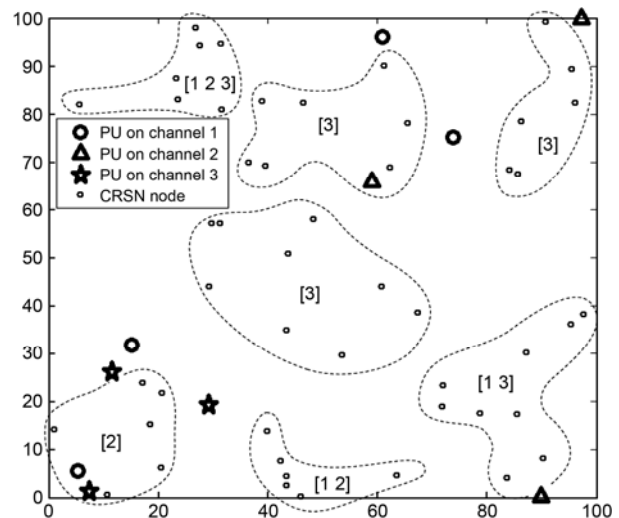 100
90
80
70
60
50
40
30
20
10
0
[1 2 3]
[3]
[3]
PU on channel 1
PU on channel 2
PU on channel 3
CRSN node
[3]
[1 3]
[2]
[1 2]
0 20 40 60 80 100